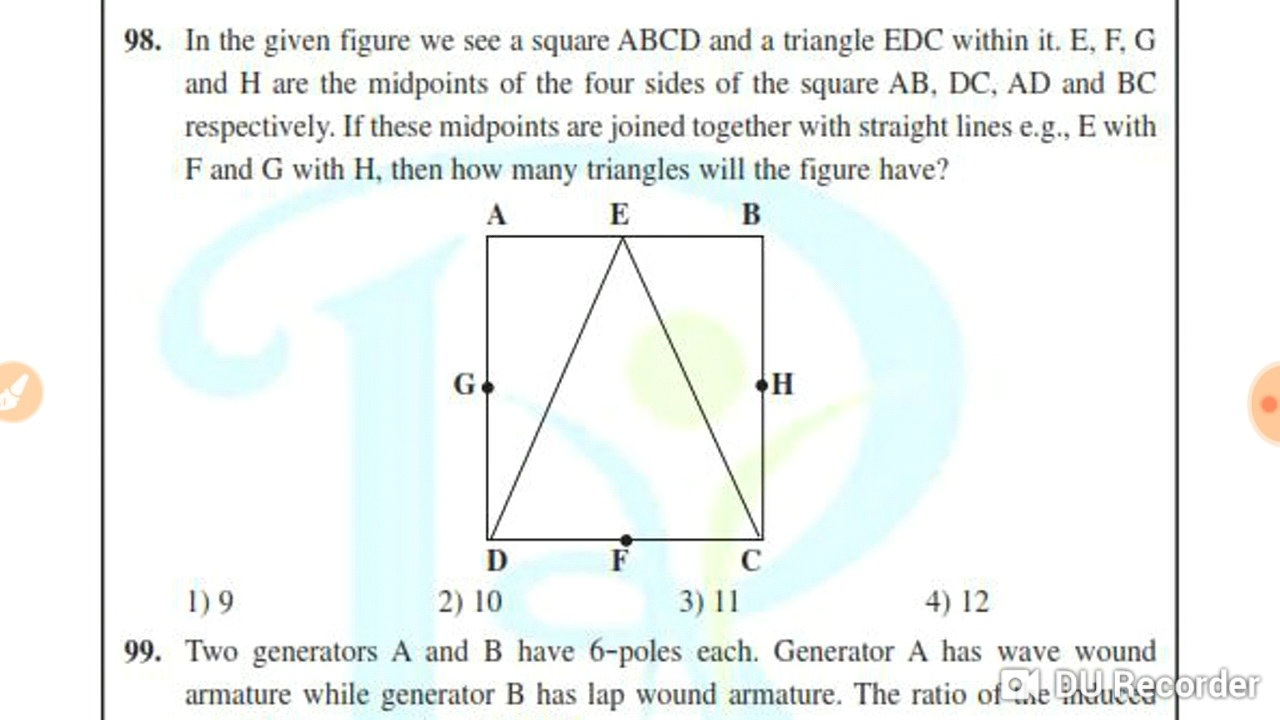 98. In the given figure we see a square ABCD and a triangle EDC within it. E, F, G
and H are the midpoints of the four sides of the square AB, DC, AD and BC
respectively. If these midpoints are joined together with straight lines e.g., E with
F and G with H, then how many triangles will the figure have?
A E B
G H
D F C
1) 9 2) 10 3) 11 4) 12
99. Two generators A and B have 6-poles each. Generator A has wave wound
armature while generator B has lap wound armature. The ratio of the induced
DU Recorder